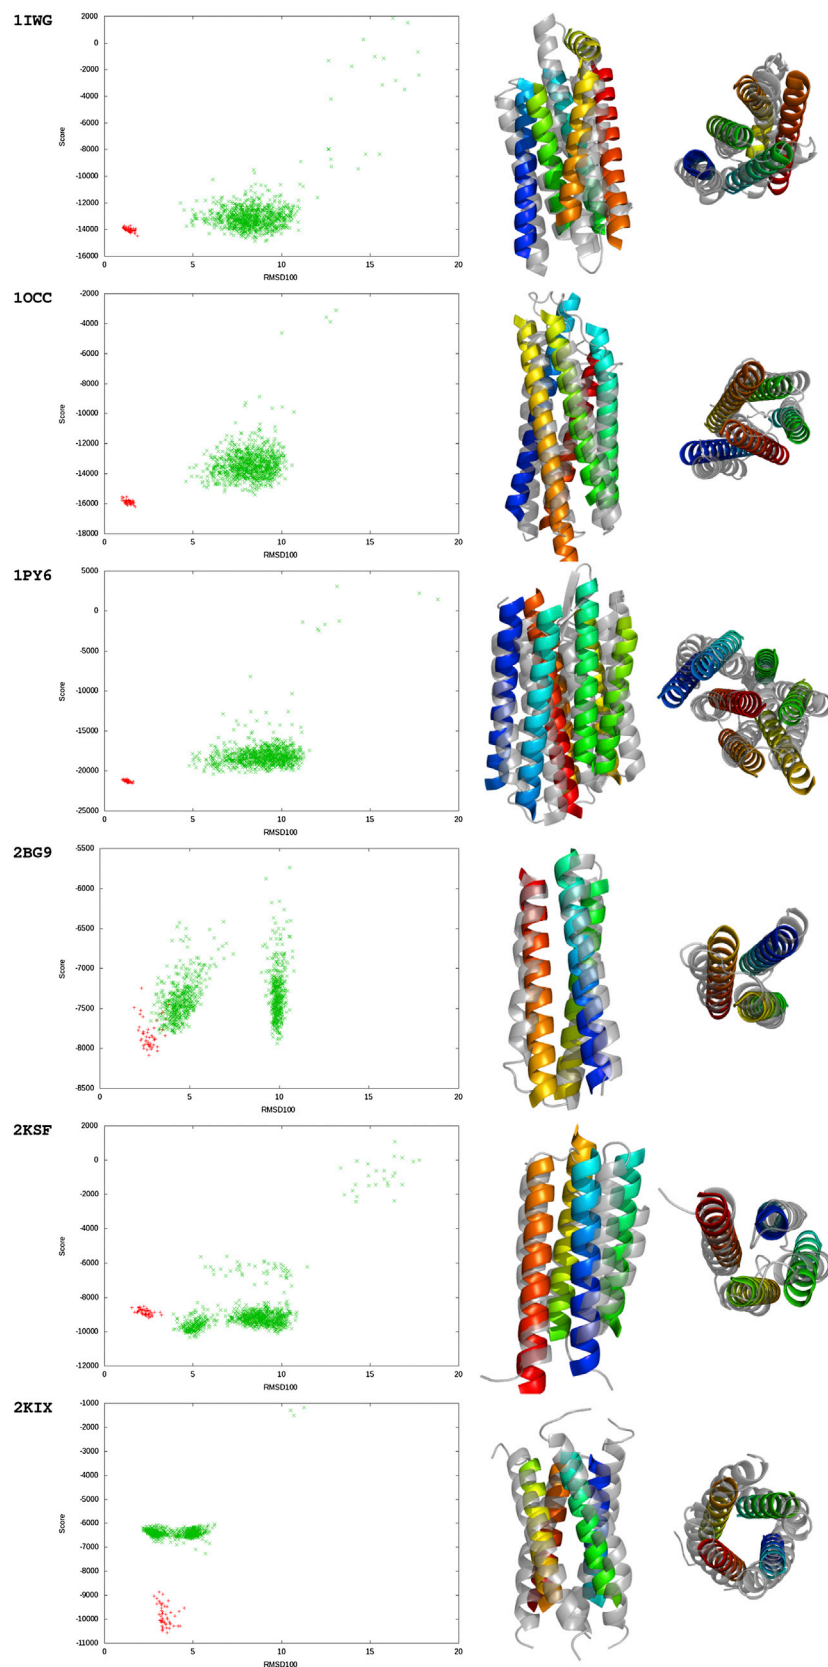 1IWG
2000
0
-2000
-4000
-6000
Score
-8000
-10000
-12000
-14000
-16000
0 5 10 15 20
RMSD100
1OCC
-2000
-4000
-6000
-8000
Score
-10000
-12000
-14000
-16000
-18000
0 5 10 15 20
RMSD100
1PY6
5000
0
-5000
Score
-10000
-15000
-20000
-25000
0 5 10 15 20
RMSD100
2BG9
-5500
-6000
-6500
Score
-7000
-7500
-8000
-8500
0 5 10 15 20
RMSD100
2KSF
2000
0
-2000
-4000
Score
-6000
-8000
-10000
-12000
0 5 10 15 20
RMSD100
2KIX
-1000
-2000
-3000
-4000
-5000
Score
-6000
-7000
-8000
-9000
-10000
-11000
0 5 10 15 20
RMSD100